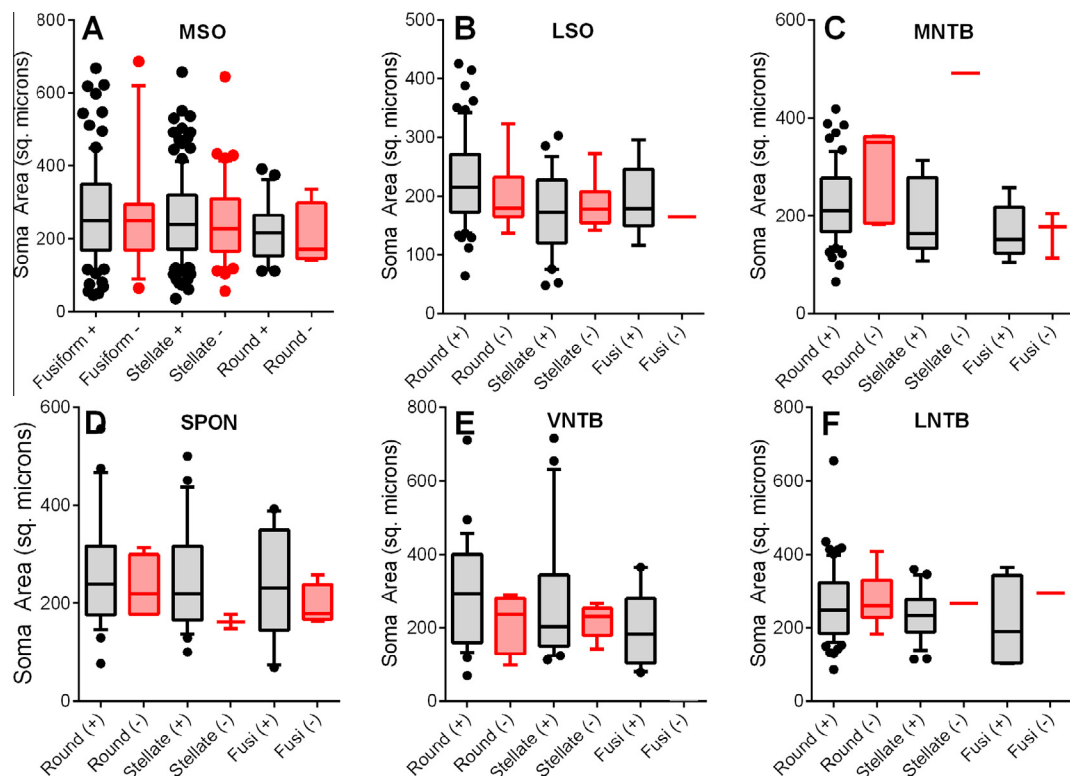 A MSO
Soma Area (sq. microns)
800
600
400
200
0
Fusiform +
Fusiform -
Stellate +
Stellate -
Round +
Round -
B LSO
Soma Area (sq. microns)
500
400
300
200
100
0
Round (+)
Round (-)
Stellate (+)
Stellate (-)
Fusi (+)
Fusi (-)
C MNTB
Soma Area (sq. microns)
600
400
200
0
Round (+)
Round (-)
Stellate (+)
Stellate (-)
Fusi (+)
Fusi (-)
D SPON
Soma Area (sq. microns)
600
400
200
0
Round (+)
Round (-)
Stellate (+)
Stellate (-)
Fusi (+)
Fusi (-)
E VNTB
Soma Area (sq. microns)
800
600
400
200
0
Round (+)
Round (-)
Stellate (+)
Stellate (-)
Fusi (+)
Fusi (-)
F LNTB
Soma Area (sq. microns)
800
600
400
200
0
Round (+)
Round (-)
Stellate (+)
Stellate (-)
Fusi (+)
Fusi (-)